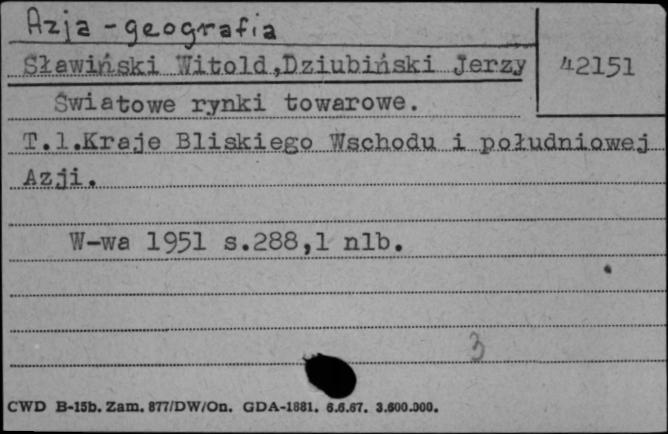 Azja - geografia
Sławiński Witold,Dziubiński Jerzy
42151
Światowe rynki towarowe.
T.1.Kraje Bliskiego Wschodu i południowej
Azji.
W-wa 1951 s.288,1 nlb.
3
CWD B-15b. Zam. 877/DW/On. GDA-1881. 6.6.67. 3.600.000.